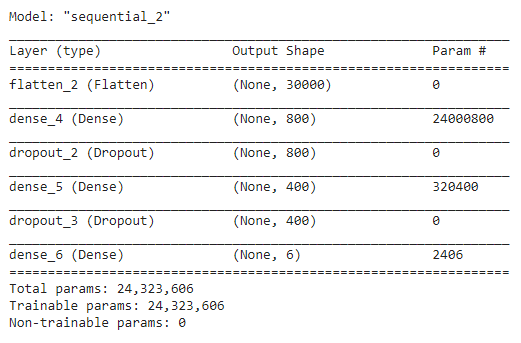 Model: "sequential_2"
_________________________________________________________________
Layer (type)                 Output Shape              Param #
=================================================================
flatten_2 (Flatten)          (None, 30000)             0
_________________________________________________________________
dense_4 (Dense)              (None, 800)               24000800
_________________________________________________________________
dropout_2 (Dropout)          (None, 800)               0
_________________________________________________________________
dense_5 (Dense)              (None, 400)               320400
_________________________________________________________________
dropout_3 (Dropout)          (None, 400)               0
_________________________________________________________________
dense_6 (Dense)              (None, 6)                 2406
=================================================================
Total params: 24,323,606
Trainable params: 24,323,606
Non-trainable params: 0